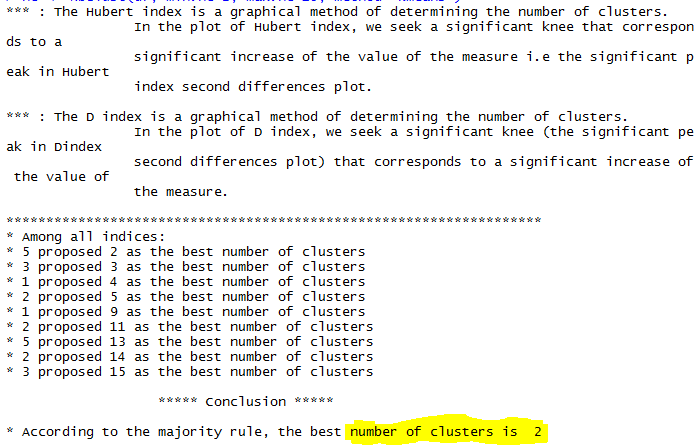 *** : The Hubert index is a graphical method of determining the number of clusters.
In the plot of Hubert index, we seek a significant knee that correspon
ds to a
significant increase of the value of the measure i.e the significant p
eak in Hubert
index second differences plot.
*** : The D index is a graphical method of determining the number of clusters.
In the plot of D index, we seek a significant knee (the significant pe
ak in Dindex
second differences plot) that corresponds to a significant increase of
the value of
the measure.
*******************************************************************
* Among all indices:
* 5 proposed 2 as the best number of clusters
* 3 proposed 3 as the best number of clusters
* 1 proposed 4 as the best number of clusters
* 2 proposed 5 as the best number of clusters
* 1 proposed 9 as the best number of clusters
* 2 proposed 11 as the best number of clusters
* 5 proposed 13 as the best number of clusters
* 2 proposed 14 as the best number of clusters
* 3 proposed 15 as the best number of clusters
***** Conclusion *****
* According to the majority rule, the best number of clusters is 2